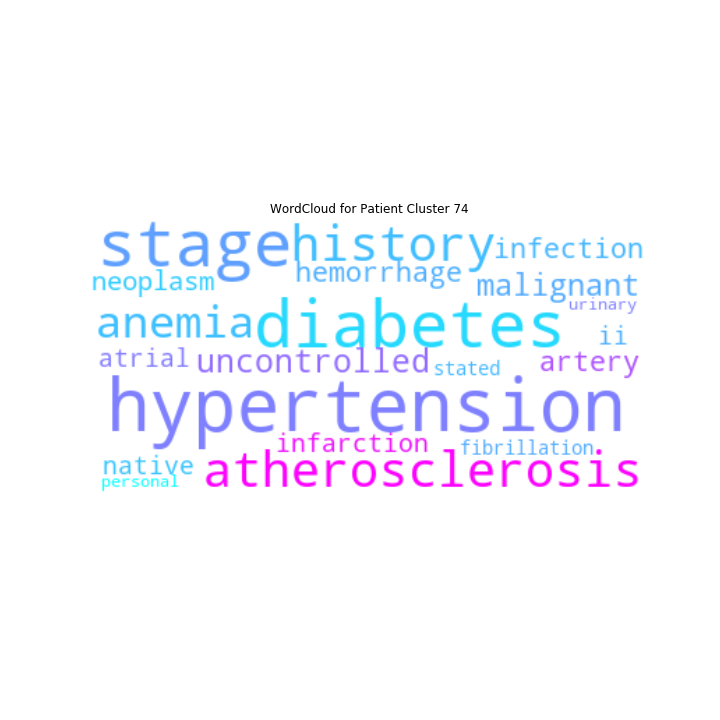 WordCloud for Patient Cluster 74
stage history infection
neoplasm hemorrhage malignant
urinary
anemia diabetes ii
atrial uncontrolled stated artery
hypertension
infarction fibrillation
native atherosclerosis
personal